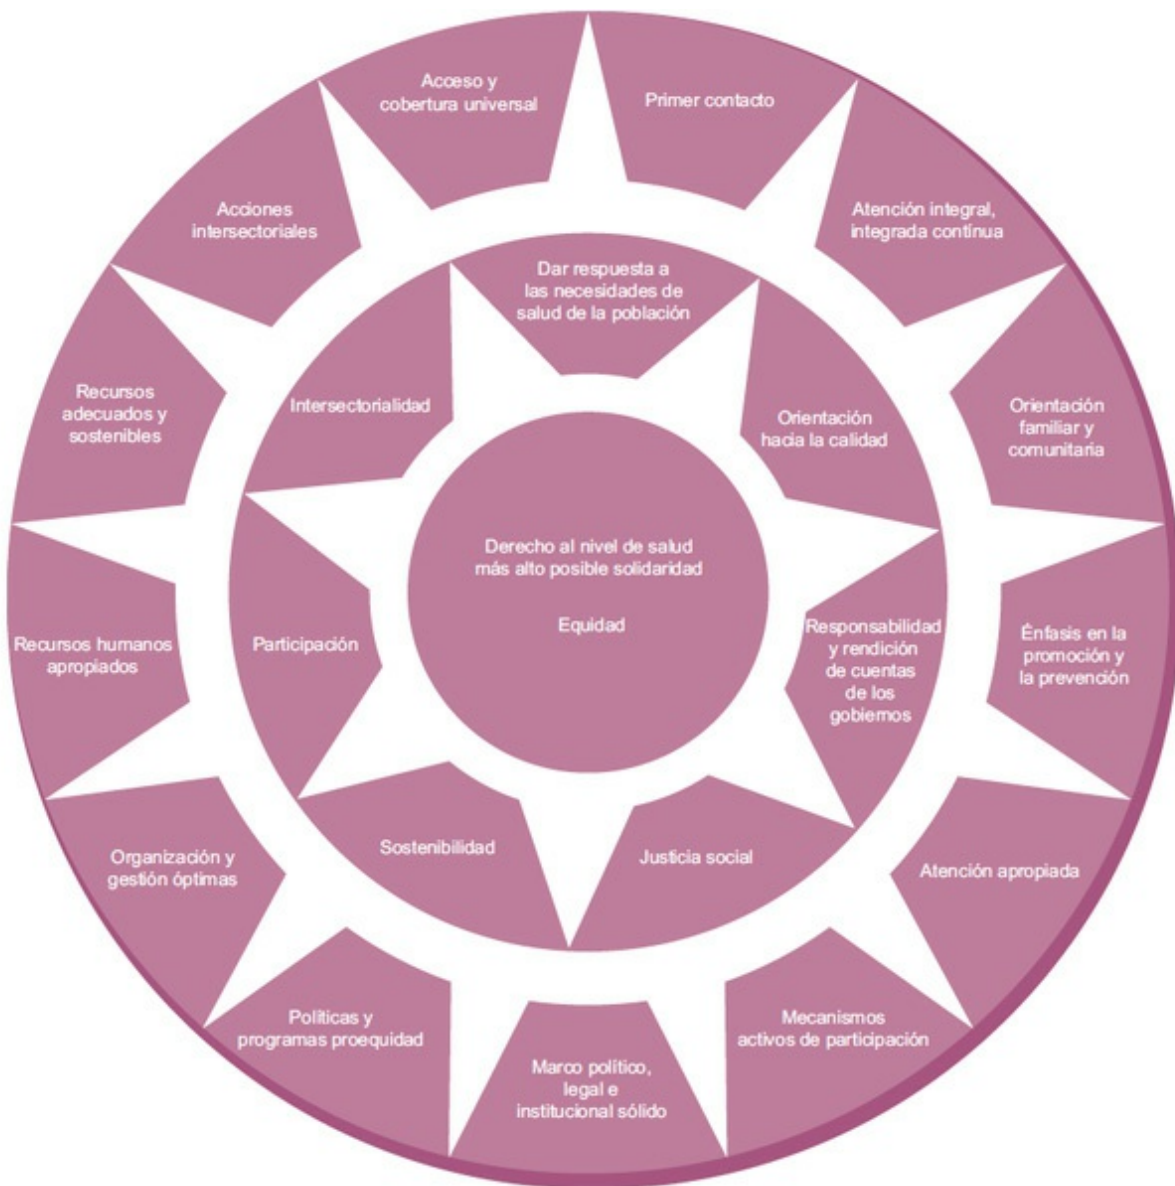 Acceso y
cobertura universal
Primer contacto
Atención integral,
integrada contínua
Orientación
familiar y
comunitaria
Énfasis en la
promoción y
la prevención
Atención apropiada
Mecanismos
activos de participación
Marco político,
legal e
institucional sólido
Políticas y
programas proequidad
Organización y
gestión óptimas
Recursos humanos
apropiados
Recursos
adecuados y
sostenibles
Acciones
intersectoriales
Dar respuesta a
las necesidades de
salud de la población
Orientación
hacia la calidad
Responsabilidad
y rendición
de cuentas
de los
gobiernos
Justicia social
Sostenibilidad
Participación
Intersectorialidad
Derecho al nivel de salud
más alto posible solidaridad
Equidad